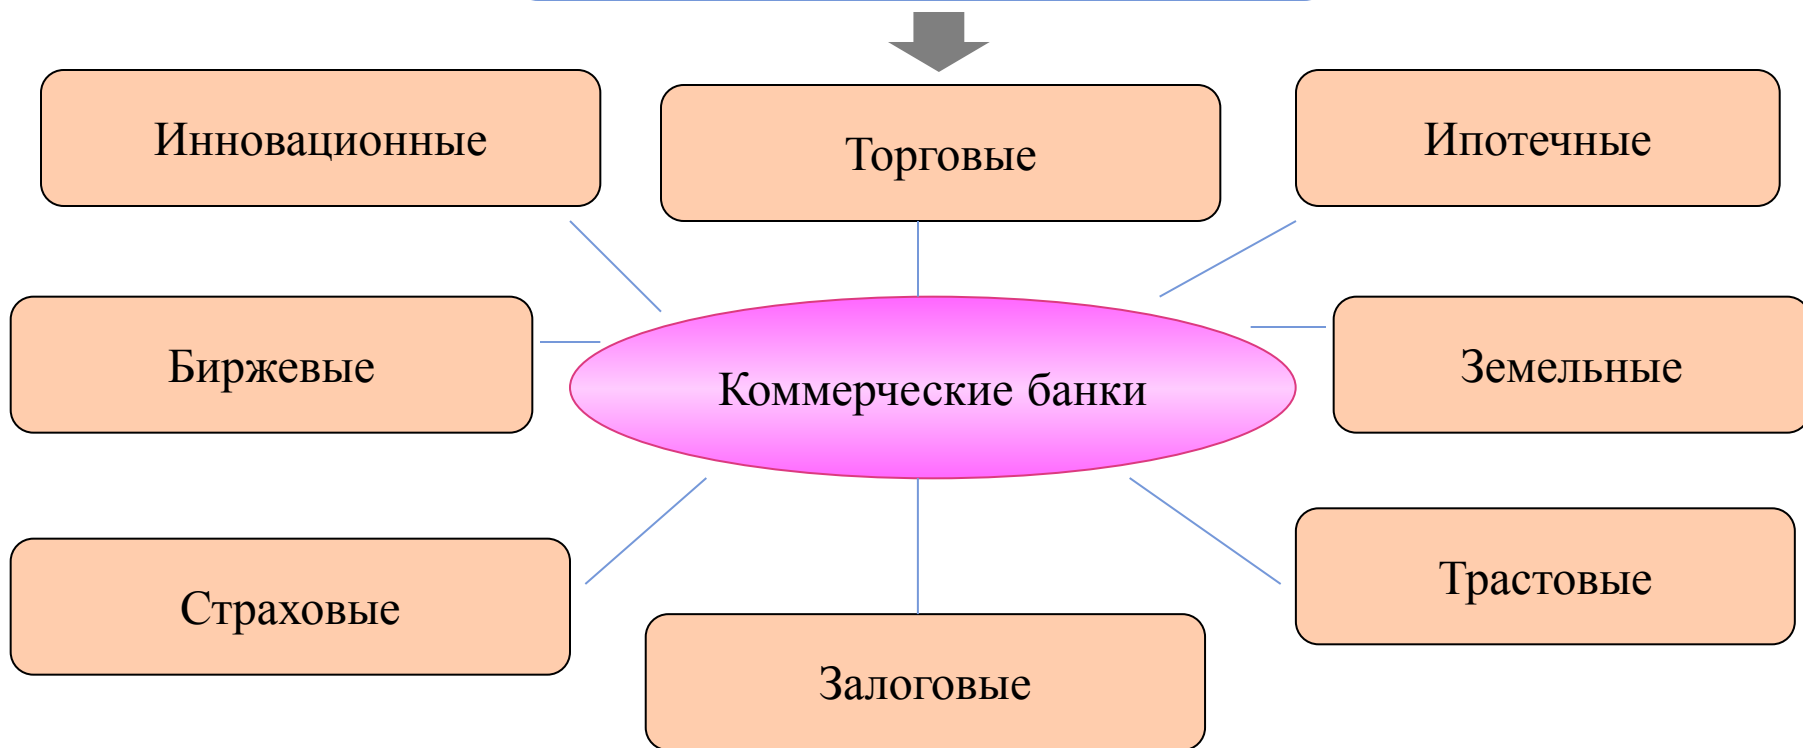 Инновационные
Торговые
Ипотечные
Биржевые
Коммерческие банки
Земельные
Страховые
Залоговые
Трастовые